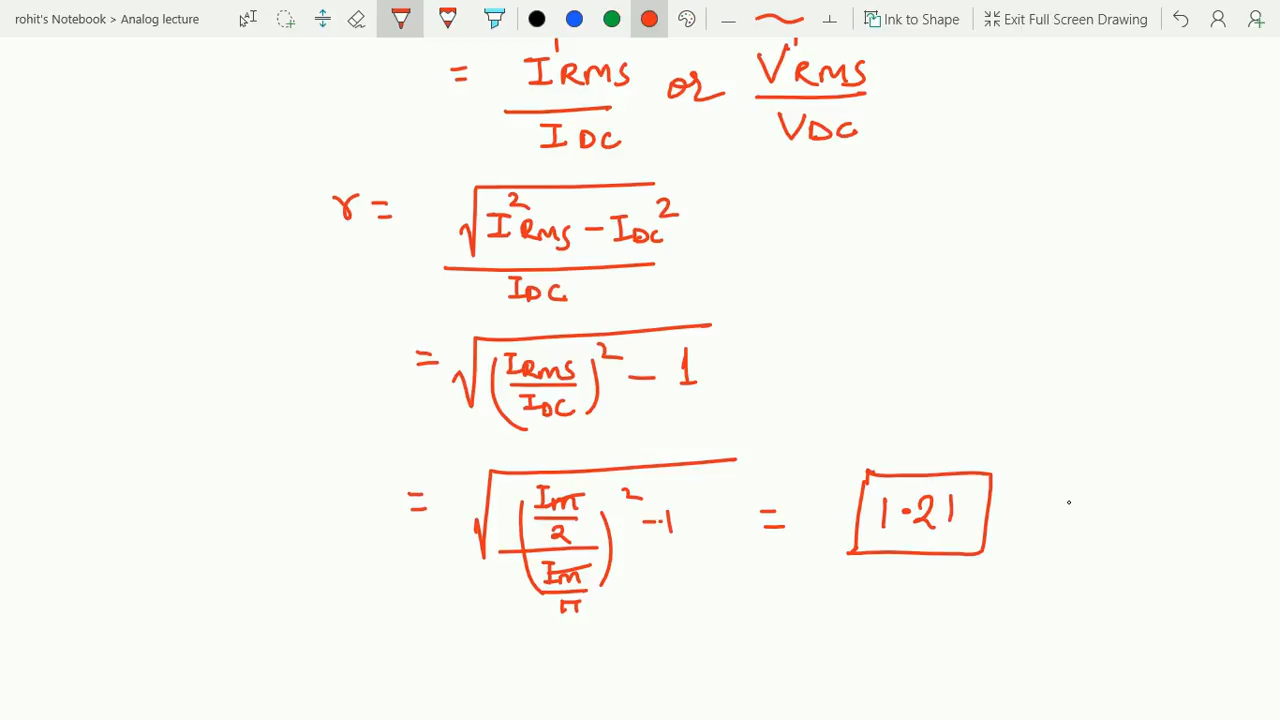 rohit's Notebook > Analog lecture
Ink to Shape
Exit Full Screen Drawing
= I'RMS / IDC or V'RMS / VDC
r = √(I²RMS - IDC²) / IDC
= √((IRMS / IDC)² - 1)
= √(((Im / 2) / (Im / π))² - 1) = 1.21